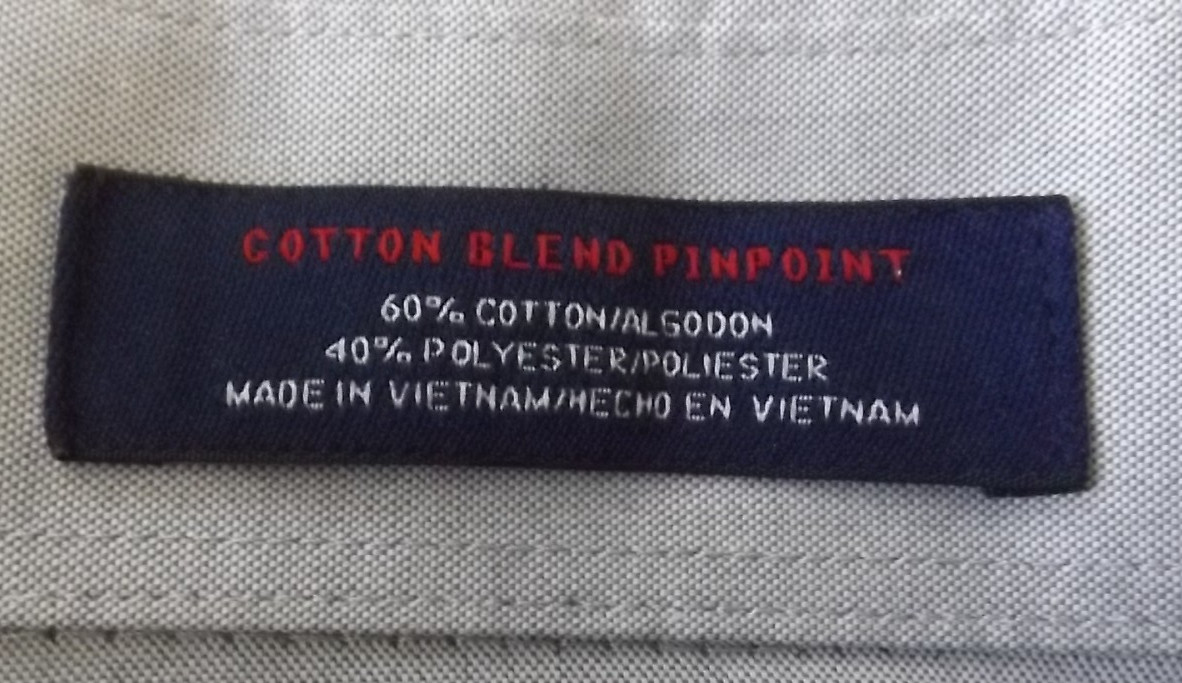 COTTON BLEND PINPOINT
60% COTTON/ALGODON
40% POLYESTER/POLIESTER
MADE IN VIETNAM/HECHO EN VIETNAM